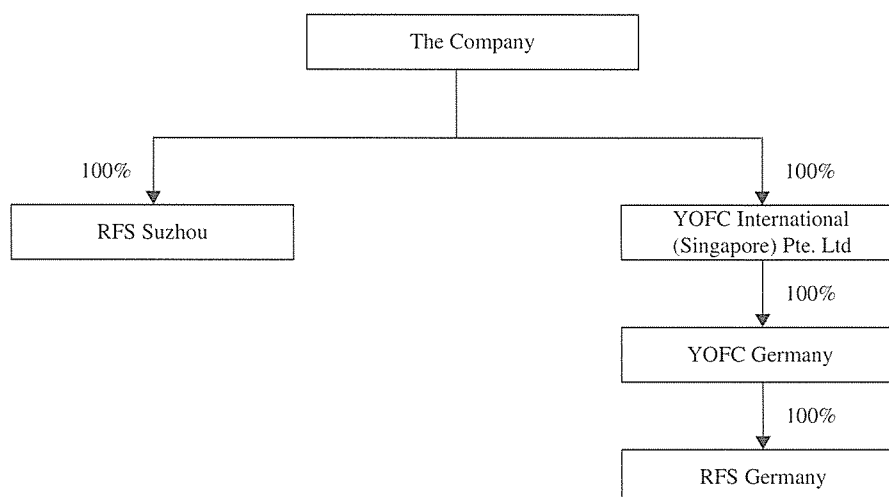 The Company
100%
100%
RFS Suzhou
YOFC International
(Singapore) Pte. Ltd
100%
YOFC Germany
100%
RFS Germany